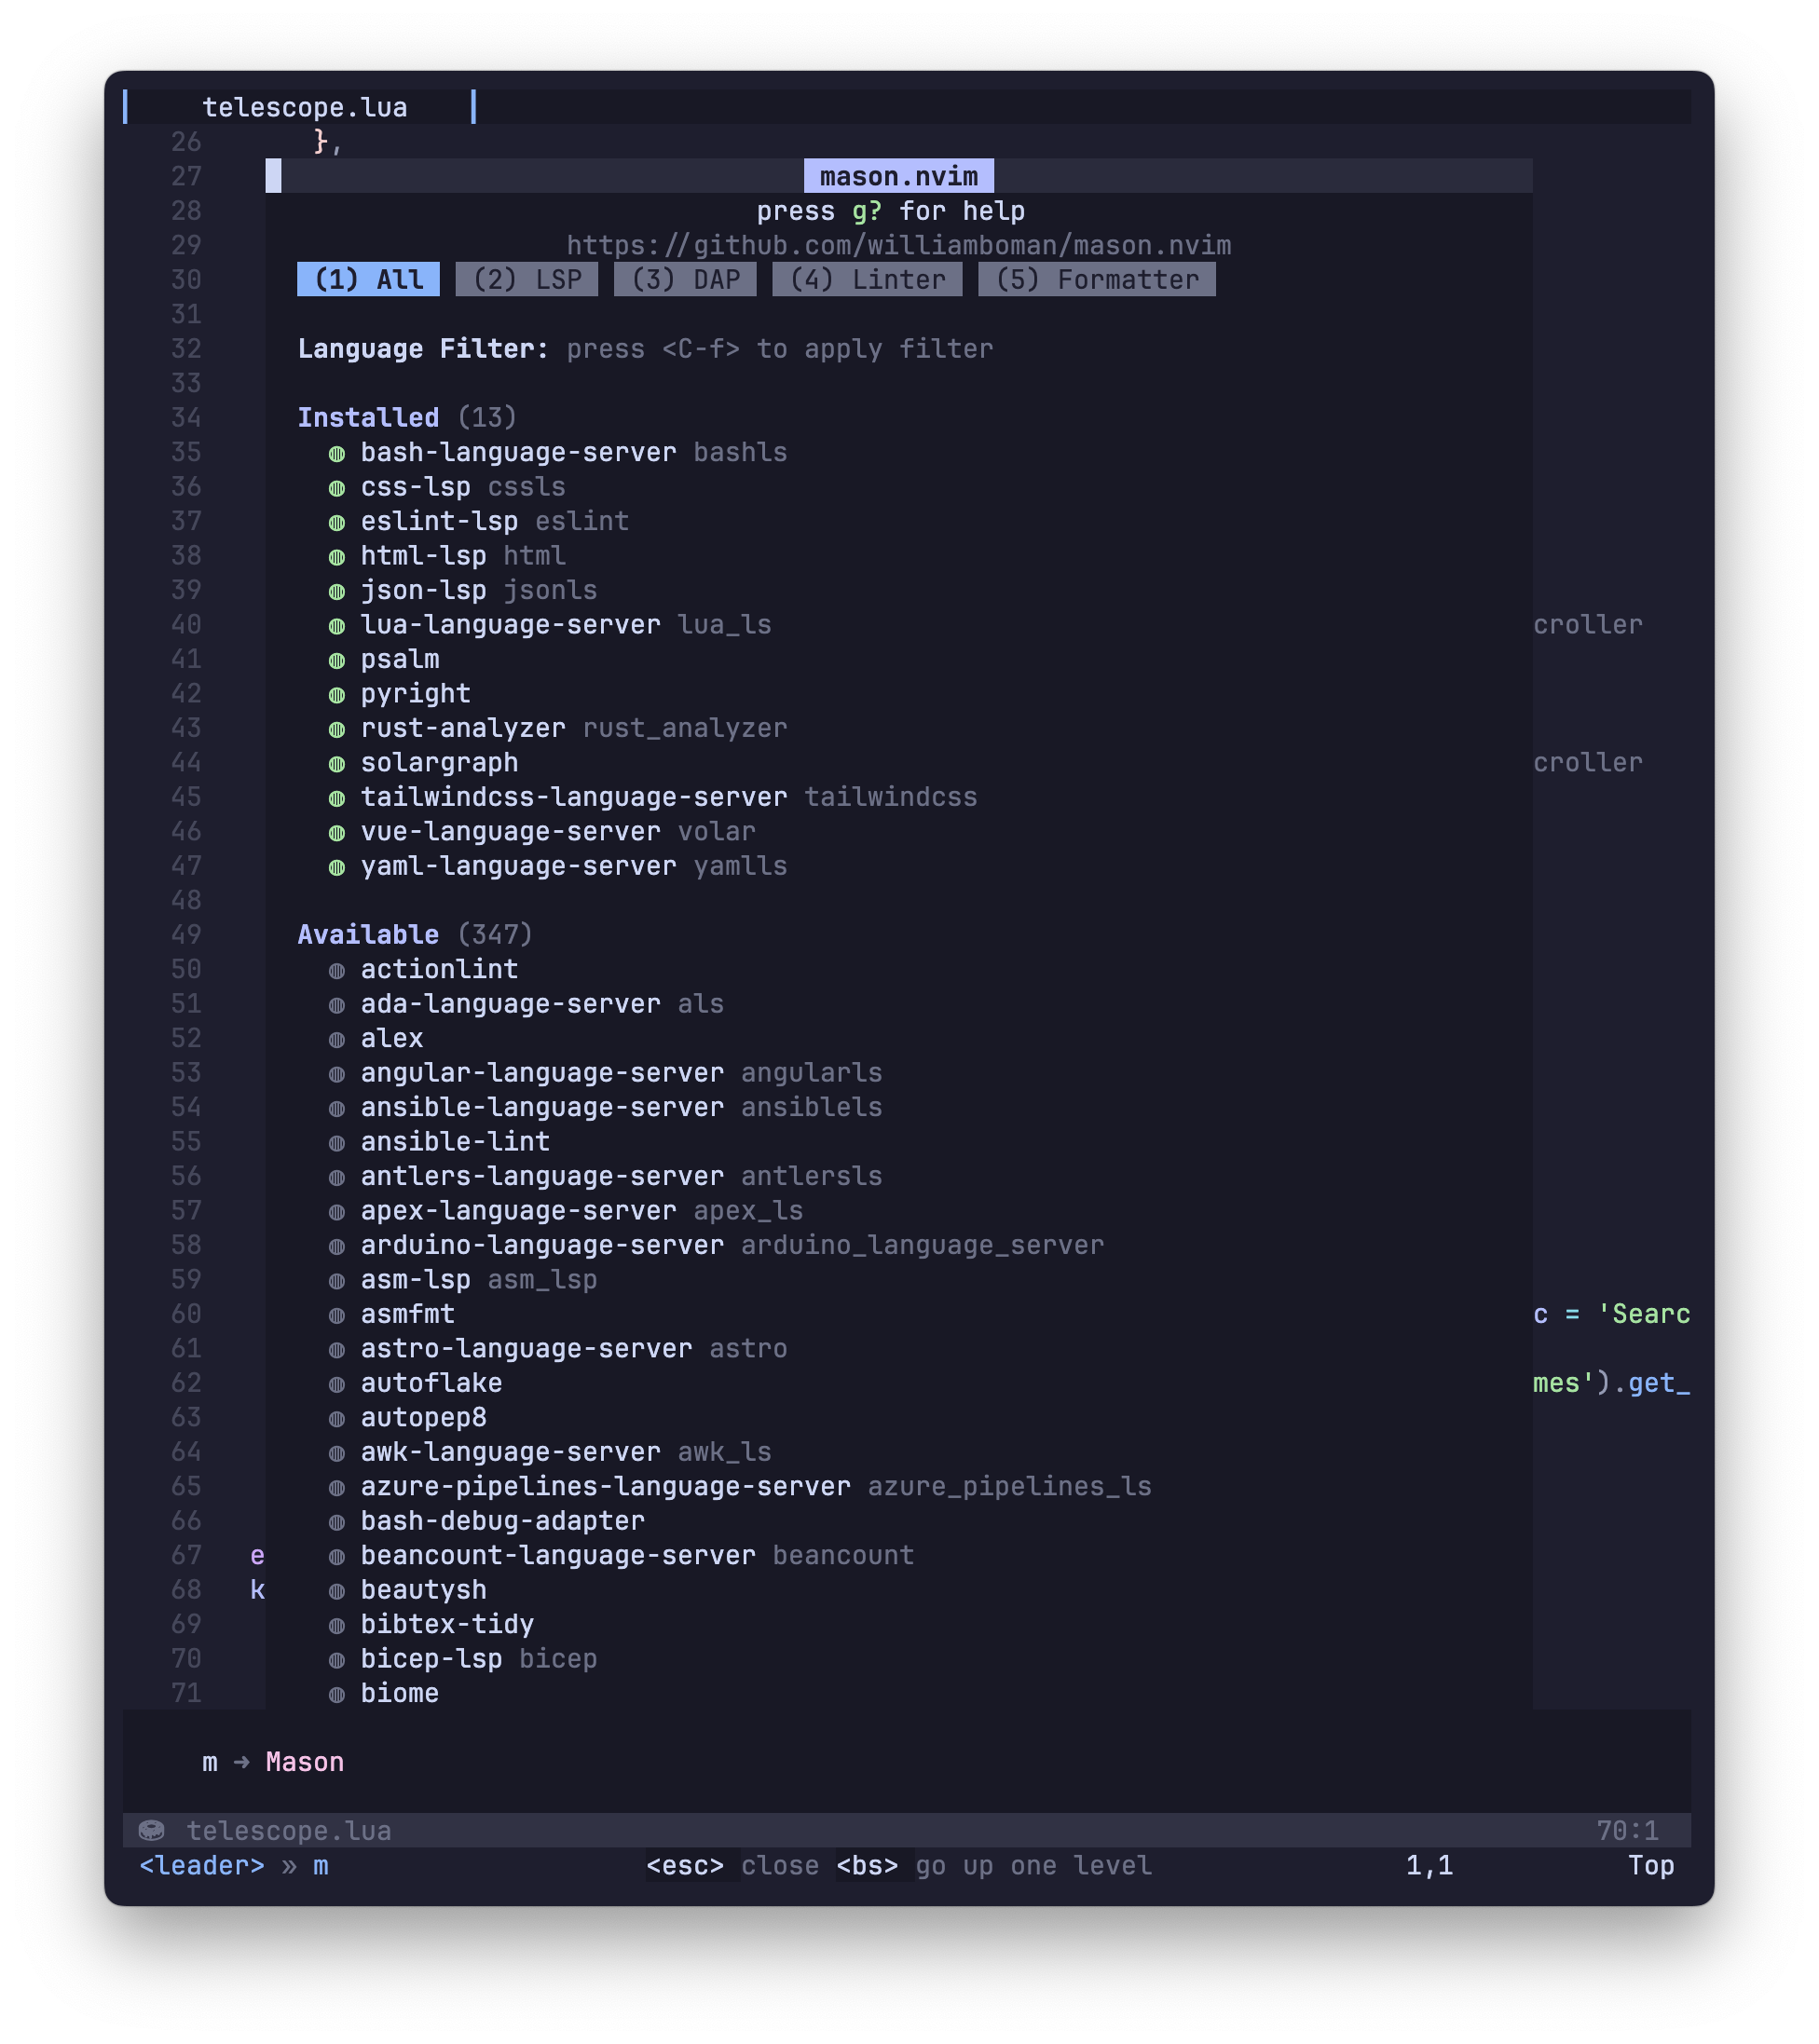 telescope.lua
26 },
27 mason.nvim
28 press g? for help
29 https://github.com/williamboman/mason.nvim
30 (1) All (2) LSP (3) DAP (4) Linter (5) Formatter
31
32 Language Filter: press <C-f> to apply filter
33
34 Installed (13)
35 ◍ bash-language-server bashls
36 ◍ css-lsp cssls
37 ◍ eslint-lsp eslint
38 ◍ html-lsp html
39 ◍ json-lsp jsonls
40 ◍ lua-language-server lua_ls croller
41 ◍ psalm
42 ◍ pyright
43 ◍ rust-analyzer rust_analyzer
44 ◍ solargraph croller
45 ◍ tailwindcss-language-server tailwindcss
46 ◍ vue-language-server volar
47 ◍ yaml-language-server yamlls
48
49 Available (347)
50 ◍ actionlint
51 ◍ ada-language-server als
52 ◍ alex
53 ◍ angular-language-server angularls
54 ◍ ansible-language-server ansiblels
55 ◍ ansible-lint
56 ◍ antlers-language-server antlersls
57 ◍ apex-language-server apex_ls
58 ◍ arduino-language-server arduino_language_server
59 ◍ asm-lsp asm_lsp
60 ◍ asmfmt c = 'Searc
61 ◍ astro-language-server astro
62 ◍ autoflake mes').get_
63 ◍ autopep8
64 ◍ awk-language-server awk_ls
65 ◍ azure-pipelines-language-server azure_pipelines_ls
66 ◍ bash-debug-adapter
67 e ◍ beancount-language-server beancount
68 k ◍ beautysh
69 ◍ bibtex-tidy
70 ◍ bicep-lsp bicep
71 ◍ biome
m ➜ Mason
telescope.lua 70:1
<leader> » m <esc> close <bs> go up one level 1,1 Top